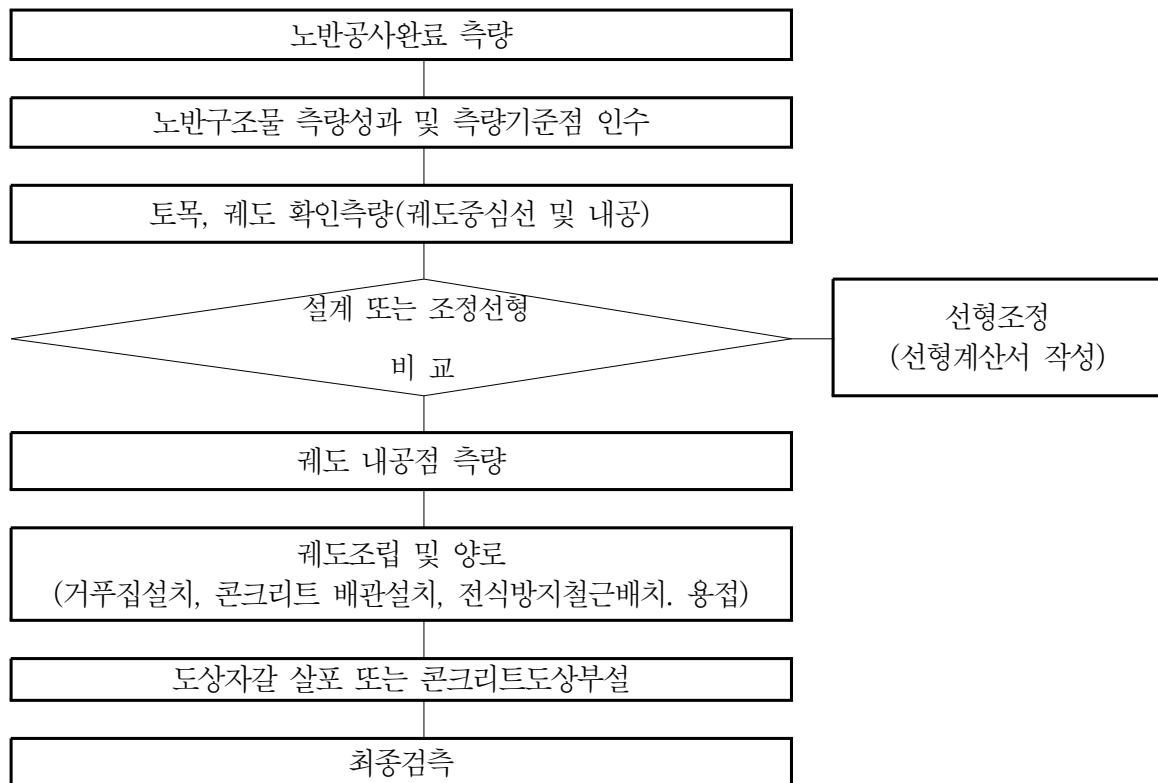 노반공사완료 측량
노반구조물 측량성과 및 측량기준점 인수
토목, 궤도 확인측량(궤도중심선 및 내공)
설계 또는 조정선형
비 교
선형조정
(선형계산서 작성)
궤도 내공점 측량
궤도조립 및 양로
(거푸집설치, 콘크리트 배관설치, 전식방지철근배치. 용접)
도상자갈 살포 또는 콘크리트도상부설
최종검측